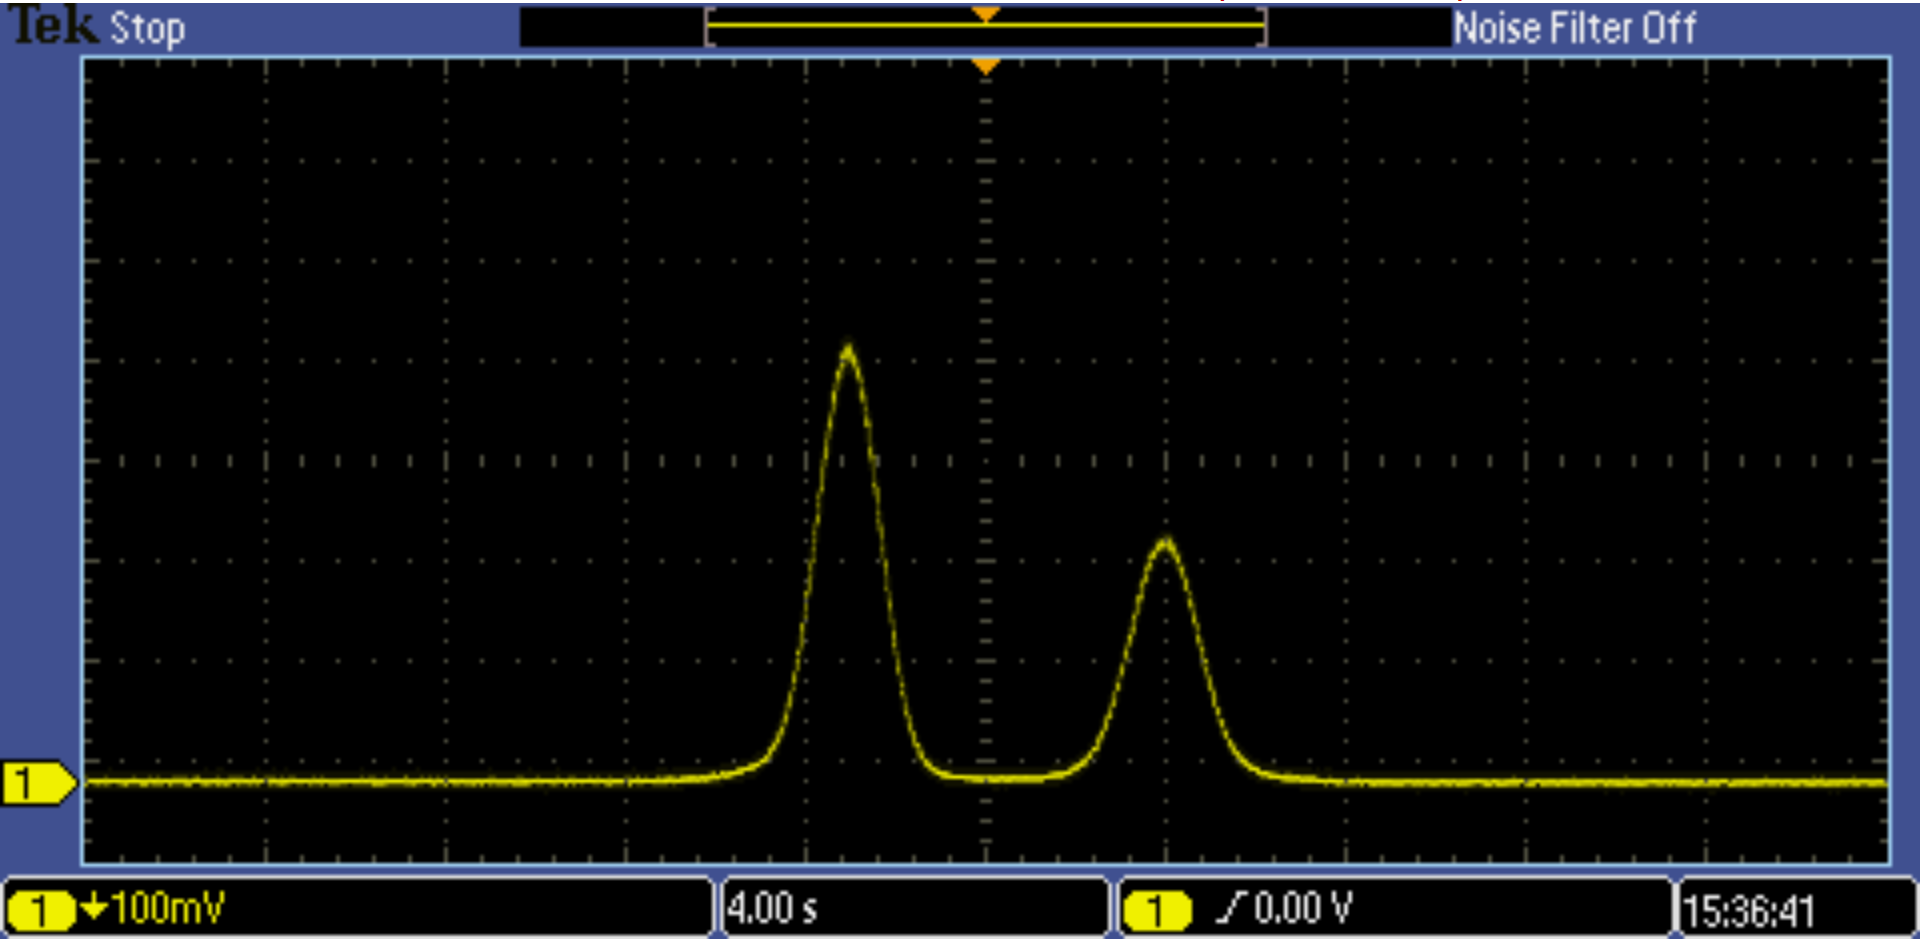 Tek Stop Noise Filter Off
1
1 100mV 4.00 s 1 0.00 V 15:36:41